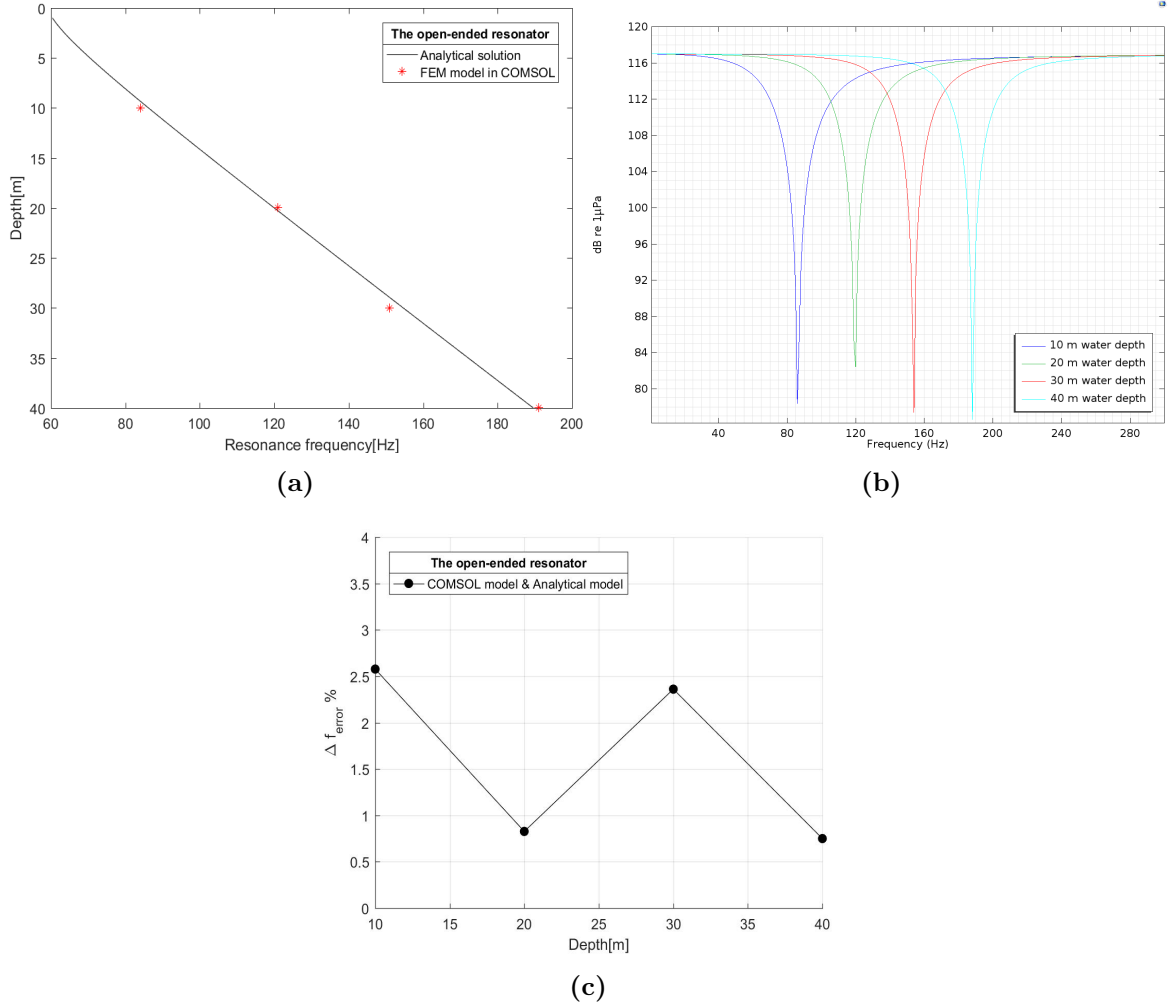 The open-ended resonator
Analytical solution
FEM model in COMSOL
0
5
10
15
20
25
30
35
40
Depth[m]
60
80
100
120
140
160
180
200
Resonance frequency[Hz]
(a)
120
116
112
108
104
100
96
92
88
84
80
dB re 1µPa
10 m water depth
20 m water depth
30 m water depth
40 m water depth
40
80
120
160
200
240
280
Frequency (Hz)
(b)
4
3.5
3
2.5
2
1.5
1
0.5
0
Δ f_error %
The open-ended resonator
COMSOL model & Analytical model
10
15
20
25
30
35
40
Depth[m]
(c)